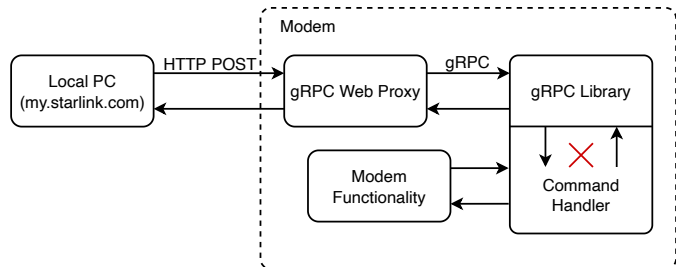 Modem
HTTP POST
gRPC
Local PC
(my.starlink.com)
gRPC Web Proxy
gRPC Library
Modem
Functionality
Command
Handler